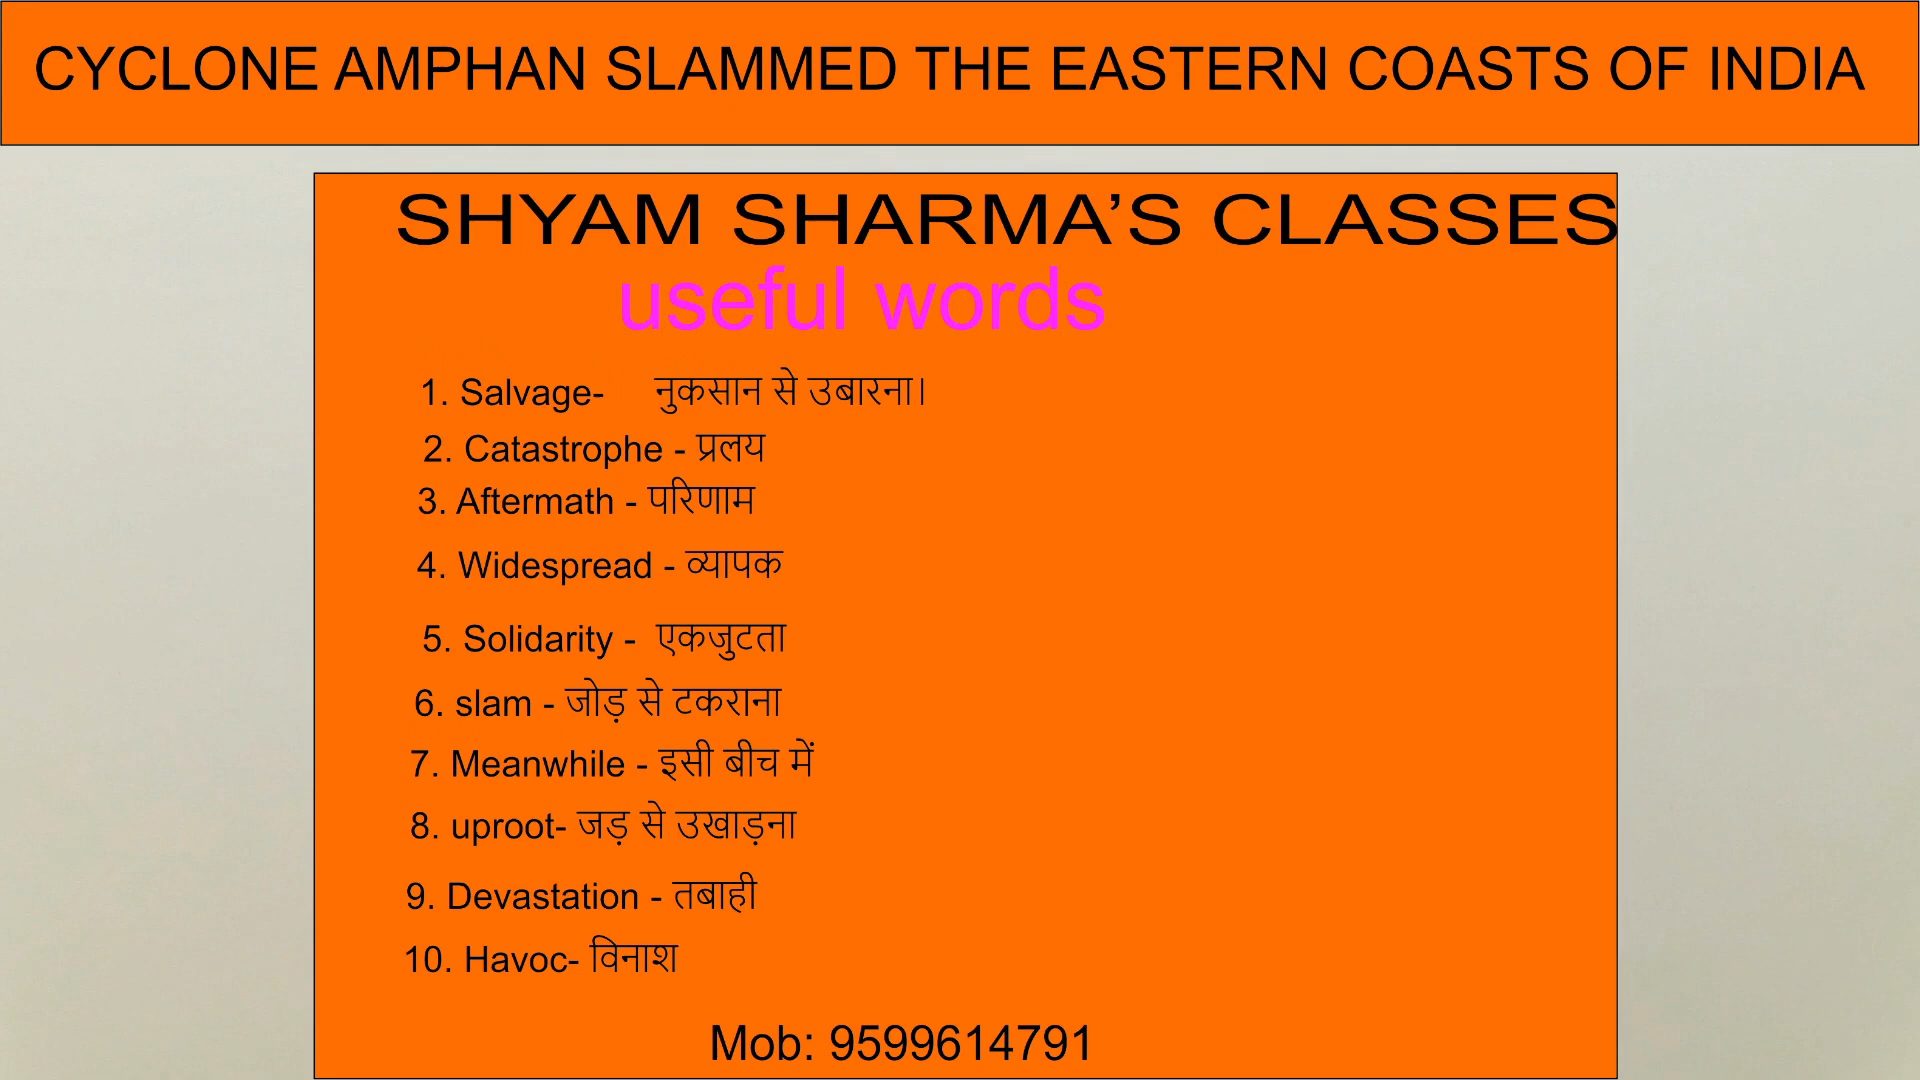 CYCLONE AMPHAN SLAMMED THE EASTERN COASTS OF INDIA
SHYAM SHARMA’S CLASSES
useful words
1. Salvage- नुकसान से उबारना।
2. Catastrophe - प्रलय
3. Aftermath - परिणाम
4. Widespread - व्यापक
5. Solidarity - एकजुटता
6. slam - जोड़ से टकराना
7. Meanwhile - इसी बीच में
8. uproot- जड़ से उखाड़ना
9. Devastation - तबाही
10. Havoc- विनाश
Mob: 9599614791